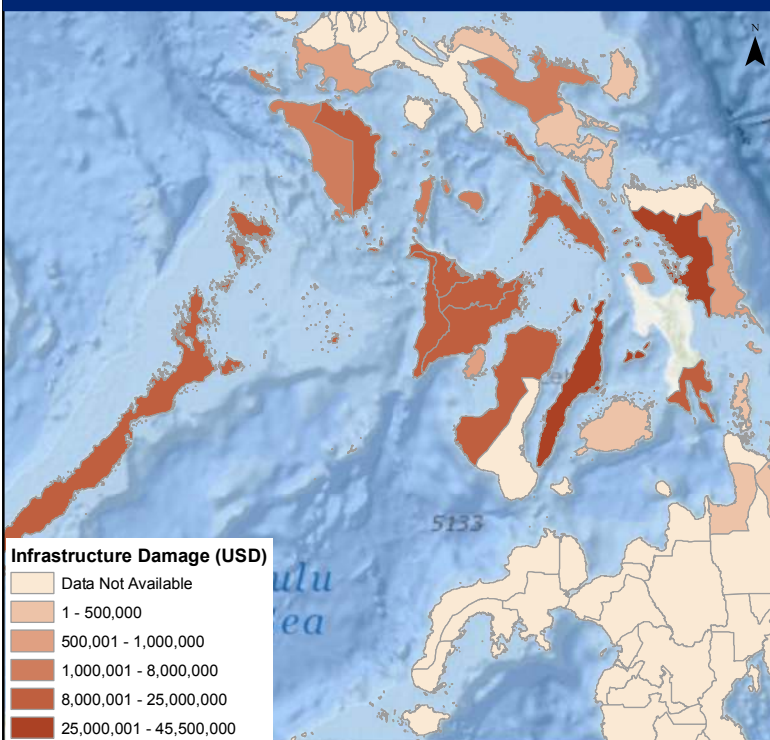 N
5133
ulu
ea
Infrastructure Damage (USD)
Data Not Available
1 - 500,000
500,001 - 1,000,000
1,000,001 - 8,000,000
8,000,001 - 25,000,000
25,000,001 - 45,500,000